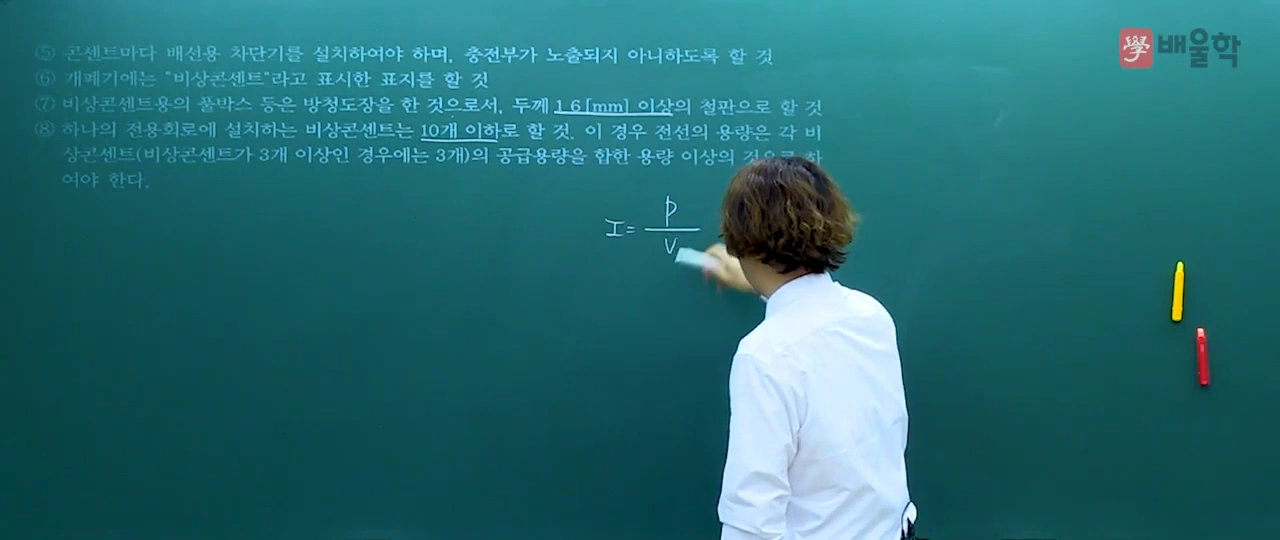 ⑤ 콘센트마다 배선용 차단기를 설치하여야 하며, 충전부가 노출되지 아니하도록 할 것
學 배울학
⑥ 개폐기에는 "비상콘센트"라고 표시한 표지를 할 것
⑦ 비상콘센트용의 풀박스 등은 방청도장을 한 것으로서, 두께 1.6[mm] 이상의 철판으로 할 것
⑧ 하나의 전용회로에 설치하는 비상콘센트는 10개 이하로 할 것. 이 경우 전선의 용량은 각 비
상콘센트(비상콘센트가 3개 이상인 경우에는 3개)의 공급용량을 합한 용량 이상의
여야 한다.
I = P
V